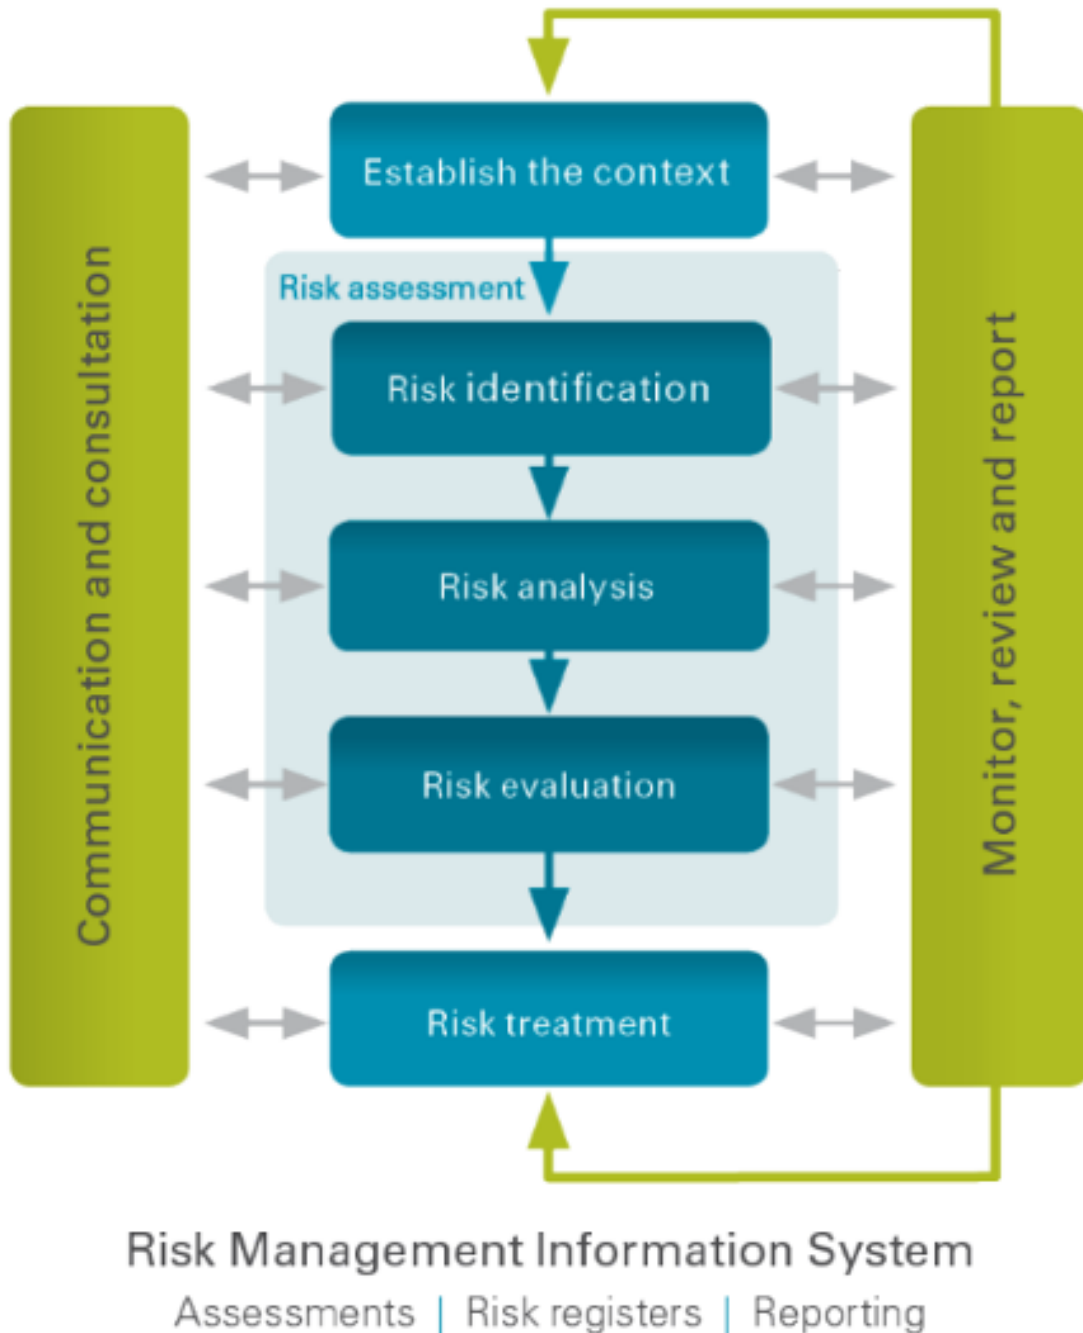 Establish the context
Risk assessment
Risk identification
Risk analysis
Risk evaluation
Risk treatment
Communication and consultation
Monitor, review and report
Risk Management Information System
Assessments | Risk registers | Reporting